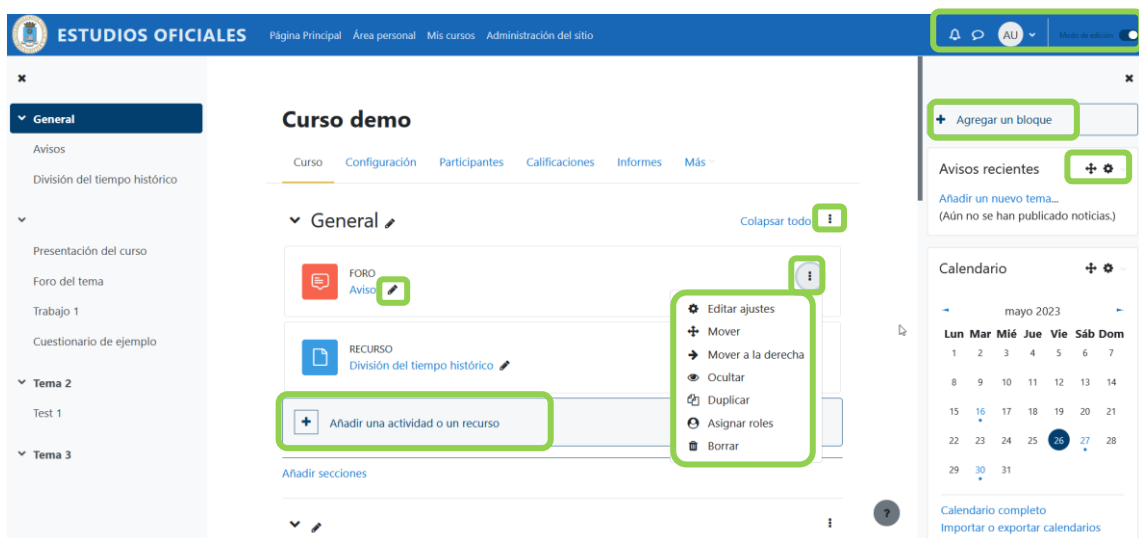 ESTUDIOS OFICIALES
Página Principal Área personal Mis cursos Administración del sitio
AU
Modo de edición
General
Avisos
División del tiempo histórico
Presentación del curso
Foro del tema
Trabajo 1
Cuestionario de ejemplo
Tema 2
Test 1
Tema 3
Curso demo
Curso Configuración Participantes Calificaciones Informes Más
General
Colapsar todo
FORO
Aviso
RECURSO
División del tiempo histórico
Editar ajustes
Mover
Mover a la derecha
Ocultar
Duplicar
Asignar roles
Borrar
Añadir una actividad o un recurso
Añadir secciones
?
Agregar un bloque
Avisos recientes
Añadir un nuevo tema...
(Aún no se han publicado noticias.)
Calendario
mayo 2023
Lun Mar Mié Jue Vie Sáb Dom
1 2 3 4 5 6 7
8 9 10 11 12 13 14
15 16 17 18 19 20 21
22 23 24 25 26 27 28
29 30 31
Calendario completo
Importar o exportar calendarios